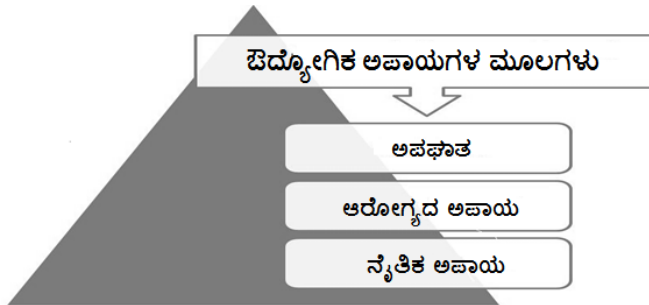 ಔದ್ಯೋಗಿಕ ಅಪಾಯಗಳ ಮೂಲಗಳು
ಅಪಘಾತ
ಆರೋಗ್ಯದ ಅಪಾಯ
ನೈತಿಕ ಅಪಾಯ